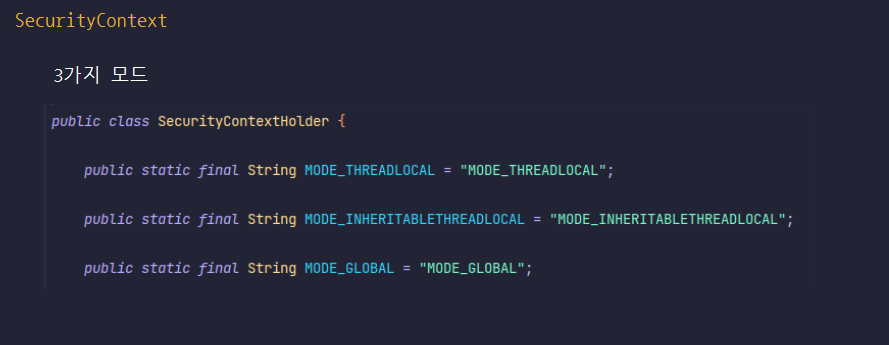 SecurityContext
3가지 모드
public class SecurityContextHolder {
public static final String MODE_THREADLOCAL = "MODE_THREADLOCAL";
public static final String MODE_INHERITABLETHREADLOCAL = "MODE_INHERITABLETHREADLOCAL";
public static final String MODE_GLOBAL = "MODE_GLOBAL";